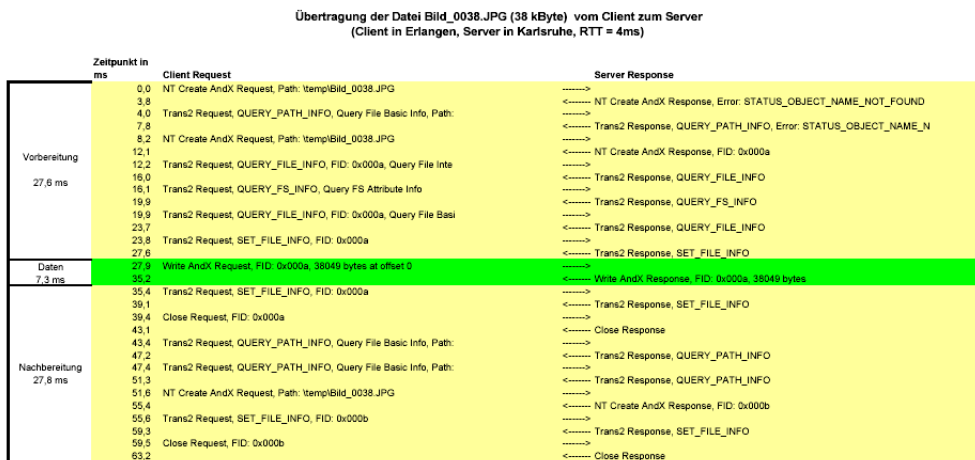 Übertragung der Datei Bild_0038.JPG (38 kByte) vom Client zum Server
(Client in Erlangen, Server in Karlsruhe, RTT = 4ms)
Zeitpunkt in
ms Client Request Server Response
0,0 NT Create AndX Request, Path: \temp\Bild_0038.JPG ------->
3,8 <------- NT Create AndX Response, Error: STATUS_OBJECT_NAME_NOT_FOUND
4,0 Trans2 Request, QUERY_PATH_INFO, Query File Basic Info, Path: ------->
7,8 <------- Trans2 Response, QUERY_PATH_INFO, Error: STATUS_OBJECT_NAME_N
8,2 NT Create AndX Request, Path: \temp\Bild_0038.JPG ------->
12,1 <------- NT Create AndX Response, FID: 0x000a
Vorbereitung
12,2 Trans2 Request, QUERY_FILE_INFO, FID: 0x000a, Query File Inte ------->
16,0 <------- Trans2 Response, QUERY_FILE_INFO
27,6 ms
16,1 Trans2 Request, QUERY_FS_INFO, Query FS Attribute Info ------->
19,9 <------- Trans2 Response, QUERY_FS_INFO
19,9 Trans2 Request, QUERY_FILE_INFO, FID: 0x000a, Query File Basi ------->
23,7 <------- Trans2 Response, QUERY_FILE_INFO
23,8 Trans2 Request, SET_FILE_INFO, FID: 0x000a ------->
27,6 <------- Trans2 Response, SET_FILE_INFO
Daten 27,9 Write AndX Request, FID: 0x000a, 38049 bytes at offset 0 ------->
7,3 ms 35,2 <------- Write AndX Response, FID: 0x000a, 38049 bytes
35,4 Trans2 Request, SET_FILE_INFO, FID: 0x000a ------->
39,1 <------- Trans2 Response, SET_FILE_INFO
39,4 Close Request, FID: 0x000a ------->
43,1 <------- Close Response
43,4 Trans2 Request, QUERY_PATH_INFO, Query File Basic Info, Path: ------->
47,2 <------- Trans2 Response, QUERY_PATH_INFO
Nachbereitung 47,4 Trans2 Request, QUERY_PATH_INFO, Query File Basic Info, Path: ------->
27,8 ms 51,3 <------- Trans2 Response, QUERY_PATH_INFO
51,6 NT Create AndX Request, Path: \temp\Bild_0038.JPG ------->
55,4 <------- NT Create AndX Response, FID: 0x000b
55,6 Trans2 Request, SET_FILE_INFO, FID: 0x000b ------->
59,3 <------- Trans2 Response, SET_FILE_INFO
59,5 Close Request, FID: 0x000b ------->
63,2 <------- Close Response